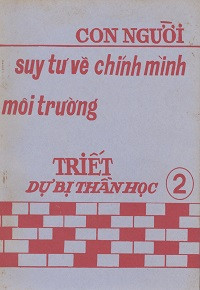 CON NGƯỜI
suy tư về chính mình
môi trường
TRIẾT
DỰ BỊ THẦN HỌC 2